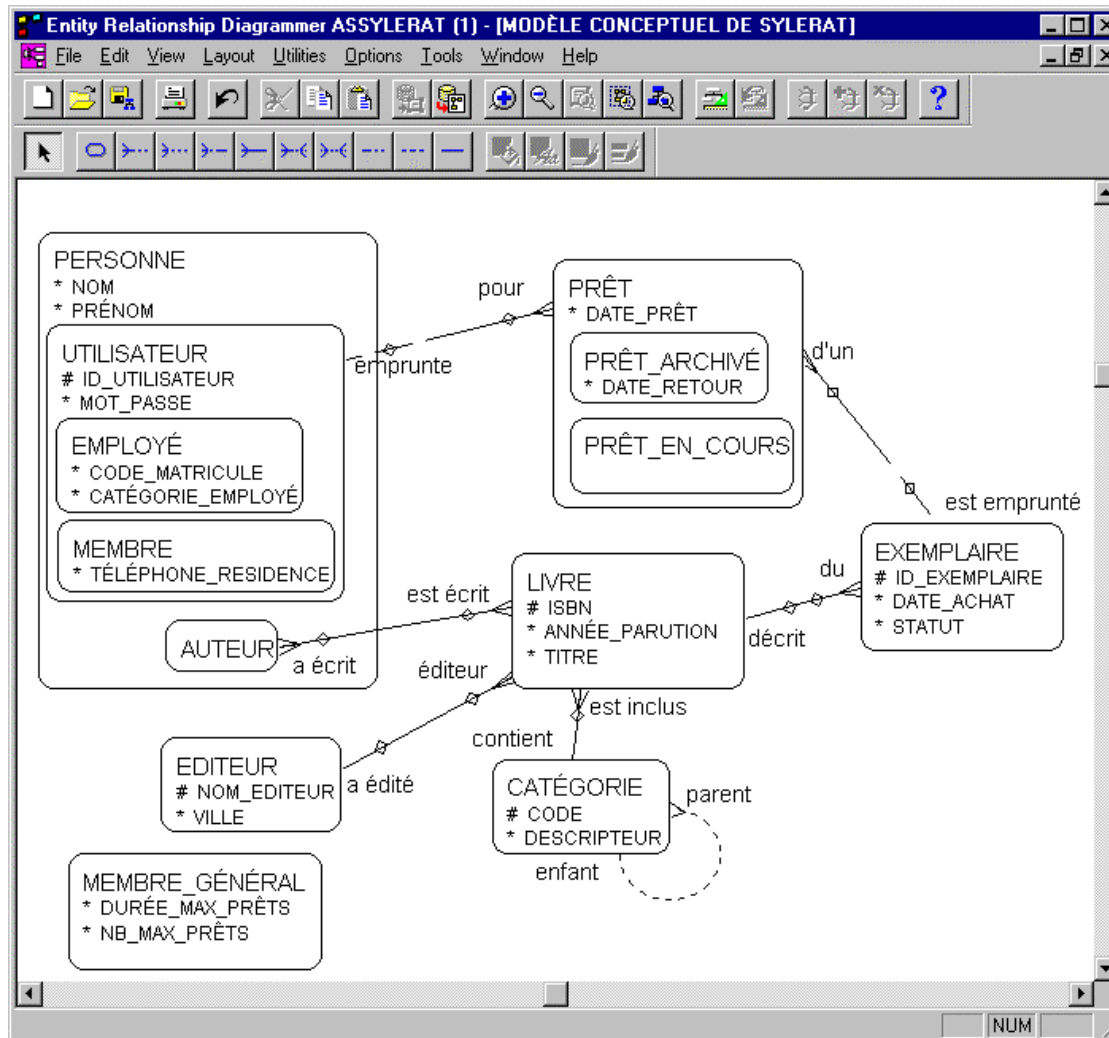 Entity Relationship Diagrammer ASSYLERAT (1) - [MODÈLE CONCEPTUEL DE SYLERAT]
File Edit View Layout Utilities Options Tools Window Help
PERSONNE
* NOM
* PRÉNOM
UTILISATEUR
# ID_UTILISATEUR
* MOT_PASSE
EMPLOYÉ
* CODE_MATRICULE
* CATÉGORIE_EMPLOYÉ
MEMBRE
* TÉLÉPHONE_RESIDENCE
AUTEUR
emprunte
pour
PRÊT
* DATE_PRÊT
PRÊT_ARCHIVÉ
* DATE_RETOUR
PRÊT_EN_COURS
d'un
est emprunté
EXEMPLAIRE
# ID_EXEMPLAIRE
* DATE_ACHAT
* STATUT
du
décrit
LIVRE
# ISBN
* ANNÉE_PARUTION
* TITRE
est écrit
a écrit
éditeur
a édité
EDITEUR
# NOM_EDITEUR
* VILLE
est inclus
contient
CATÉGORIE
# CODE
* DESCRIPTEUR
parent
enfant
MEMBRE_GÉNÉRAL
* DURÉE_MAX_PRÊTS
* NB_MAX_PRÊTS
NUM